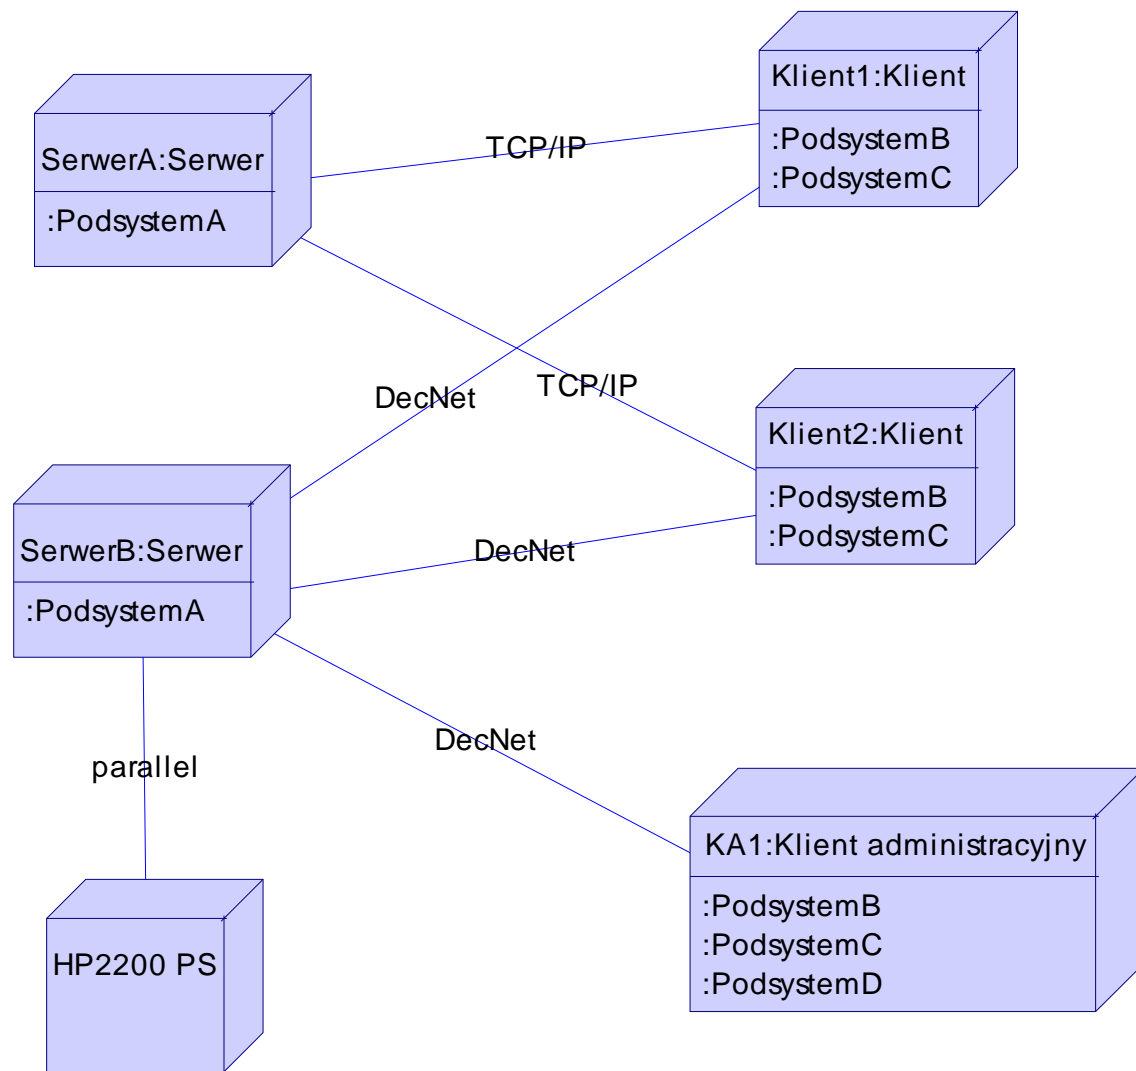 Klient1:Klient
:PodsystemB
:PodsystemC
SerwerA:Serwer
:PodsystemA
TCP/IP
TCP/IP
DecNet
Klient2:Klient
:PodsystemB
:PodsystemC
SerwerB:Serwer
:PodsystemA
DecNet
DecNet
parallel
KA1:Klient administracyjny
:PodsystemB
:PodsystemC
:PodsystemD
HP2200 PS